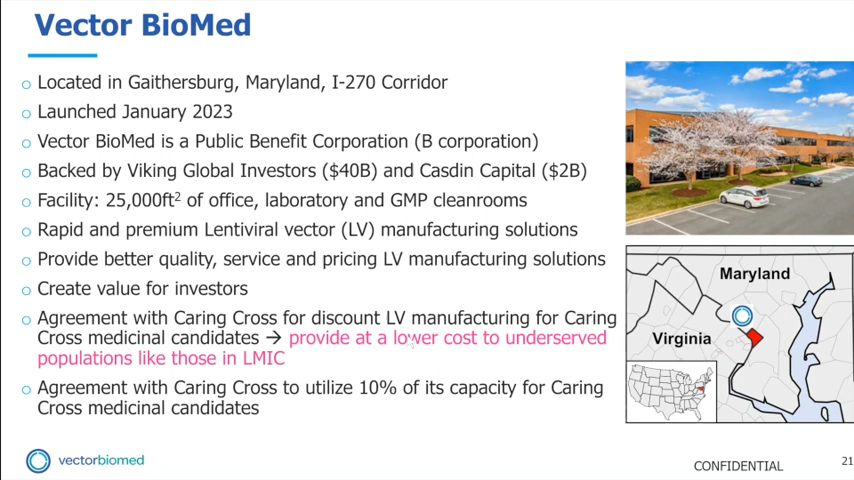 Vector BioMed
Located in Gaithersburg, Maryland, I-270 Corridor
Launched January 2023
Vector BioMed is a Public Benefit Corporation (B corporation)
Backed by Viking Global Investors ($40B) and Casdin Capital ($2B)
Facility: 25,000ft² of office, laboratory and GMP cleanrooms
Rapid and premium Lentiviral vector (LV) manufacturing solutions
Provide better quality, service and pricing LV manufacturing solutions
Create value for investors
Agreement with Caring Cross for discount LV manufacturing for Caring
Cross medicinal candidates → provide at a lower cost to underserved
populations like those in LMIC
Agreement with Caring Cross to utilize 10% of its capacity for Caring
Cross medicinal candidates
Maryland
Virginia
vectorbiomed
CONFIDENTIAL
21